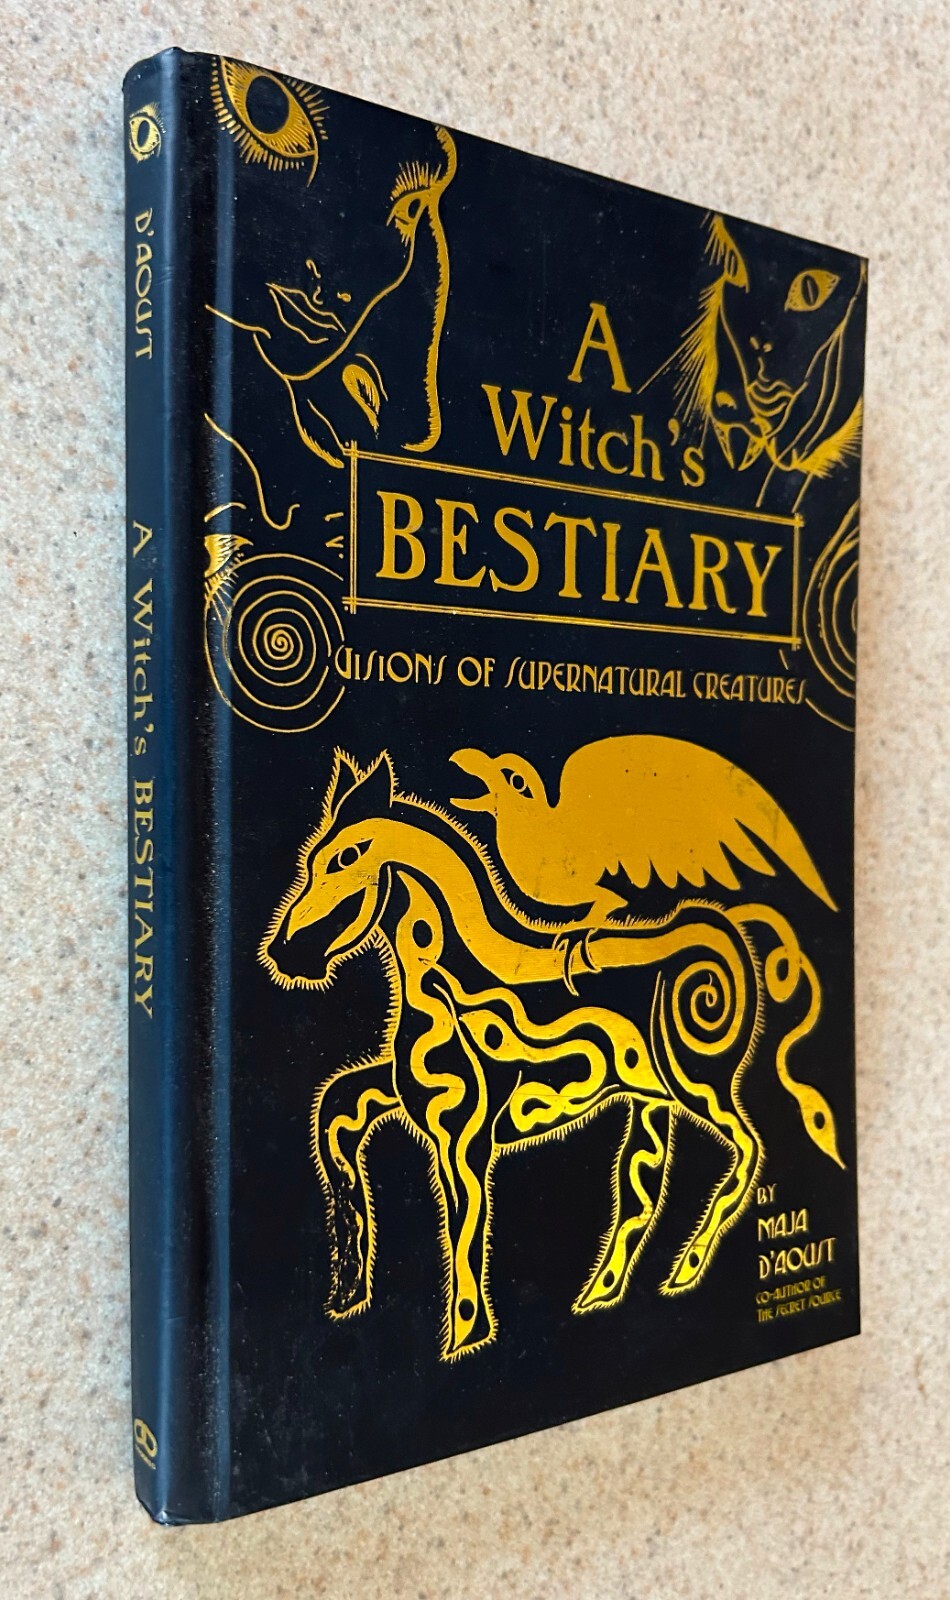 D'AOUST
A Witch's BESTIARY
A
Witch's
BESTIARY
VISIONS OF SUPERNATURAL CREATURES
BY
MAJA
D'AOUST
CO-AUTHOR OF
THE SECRET SOURCE